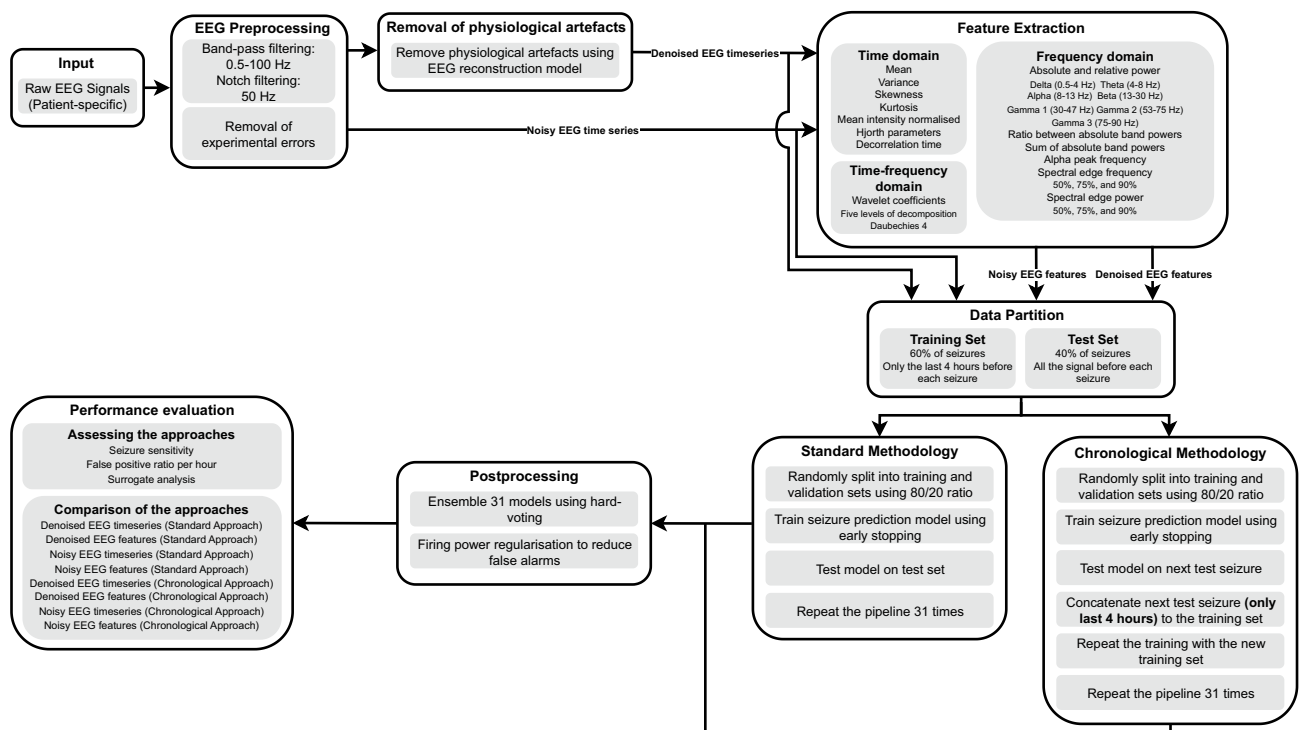 Input
Raw EEG Signals
(Patient-specific)
EEG Preprocessing
Band-pass filtering:
0.5-100 Hz
Notch filtering:
50 Hz
Removal of
experimental errors
Removal of physiological artefacts
Remove physiological artefacts using
EEG reconstruction model
Denoised EEG timeseries
Noisy EEG time series
Feature Extraction
Time domain
Mean
Variance
Skewness
Kurtosis
Mean intensity normalised
Hjorth parameters
Decorrelation time
Time-frequency
domain
Wavelet coefficients
Five levels of decomposition
Daubechies 4
Frequency domain
Absolute and relative power
Delta (0.5-4 Hz) Theta (4-8 Hz)
Alpha (8-13 Hz) Beta (13-30 Hz)
Gamma 1 (30-47 Hz) Gamma 2 (53-75 Hz)
Gamma 3 (75-90 Hz)
Ratio between absolute band powers
Sum of absolute band powers
Alpha peak frequency
Spectral edge frequency
50%, 75%, and 90%
Spectral edge power
50%, 75%, and 90%
Noisy EEG features
Denoised EEG features
Data Partition
Training Set
60% of seizures
Only the last 4 hours before
each seizure
Test Set
40% of seizures
All the signal before each
seizure
Standard Methodology
Randomly split into training and
validation sets using 80/20 ratio
Train seizure prediction model using
early stopping
Test model on test set
Repeat the pipeline 31 times
Chronological Methodology
Randomly split into training and
validation sets using 80/20 ratio
Train seizure prediction model using
early stopping
Test model on next test seizure
Concatenate next test seizure (only
last 4 hours) to the training set
Repeat the training with the new
training set
Repeat the pipeline 31 times
Postprocessing
Ensemble 31 models using hard-
voting
Firing power regularisation to reduce
false alarms
Performance evaluation
Assessing the approaches
Seizure sensitivity
False positive ratio per hour
Surrogate analysis
Comparison of the approaches
Denoised EEG timeseries (Standard Approach)
Denoised EEG features (Standard Approach)
Noisy EEG timeseries (Standard Approach)
Noisy EEG features (Standard Approach)
Denoised EEG timeseries (Chronological Approach)
Denoised EEG features (Chronological Approach)
Noisy EEG timeseries (Chronological Approach)
Noisy EEG features (Chronological Approach)